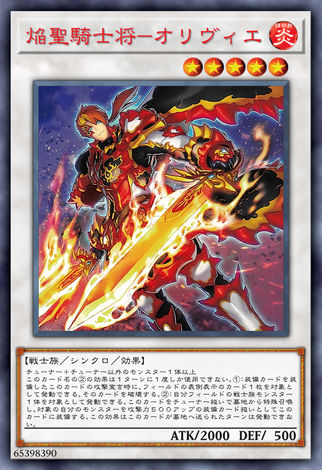 焔聖騎士将-オリヴィエ
ほのお
炎
【戦士族/シンクロ/効果】
チューナー+チューナー以外のモンスター1体以上
このカード名の②の効果は1ターンに1度しか使用できない。①:装備カードを装
備したこのカードの攻撃宣言時に、フィールドの表側表示のカード1枚を対象と
して発動できる。そのカードを破壊する。②:自分フィールドの戦士族モンスター
1体を対象として発動できる。このカードをチューナー扱いで墓地から特殊召喚
し、対象の自分のモンスターを攻撃力500アップの装備カード扱いとしてこのカ
ードに装備する。この効果はこのカードが墓地へ送られたターンは発動できな
い。
ATK/2000 DEF/ 500
65398390